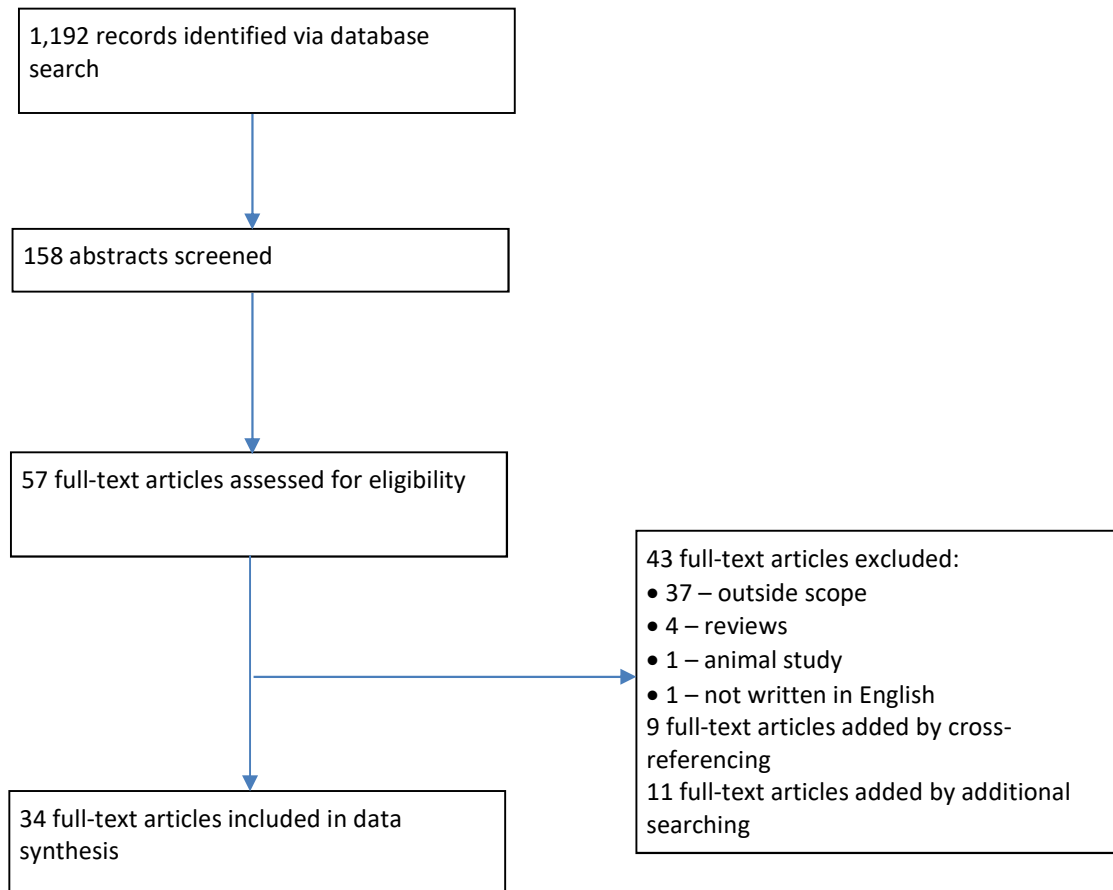 1,192 records identified via database
search
158 abstracts screened
57 full-text articles assessed for eligibility
43 full-text articles excluded:
• 37 – outside scope
• 4 – reviews
• 1 – animal study
• 1 – not written in English
9 full-text articles added by cross-
referencing
11 full-text articles added by additional
searching
34 full-text articles included in data
synthesis